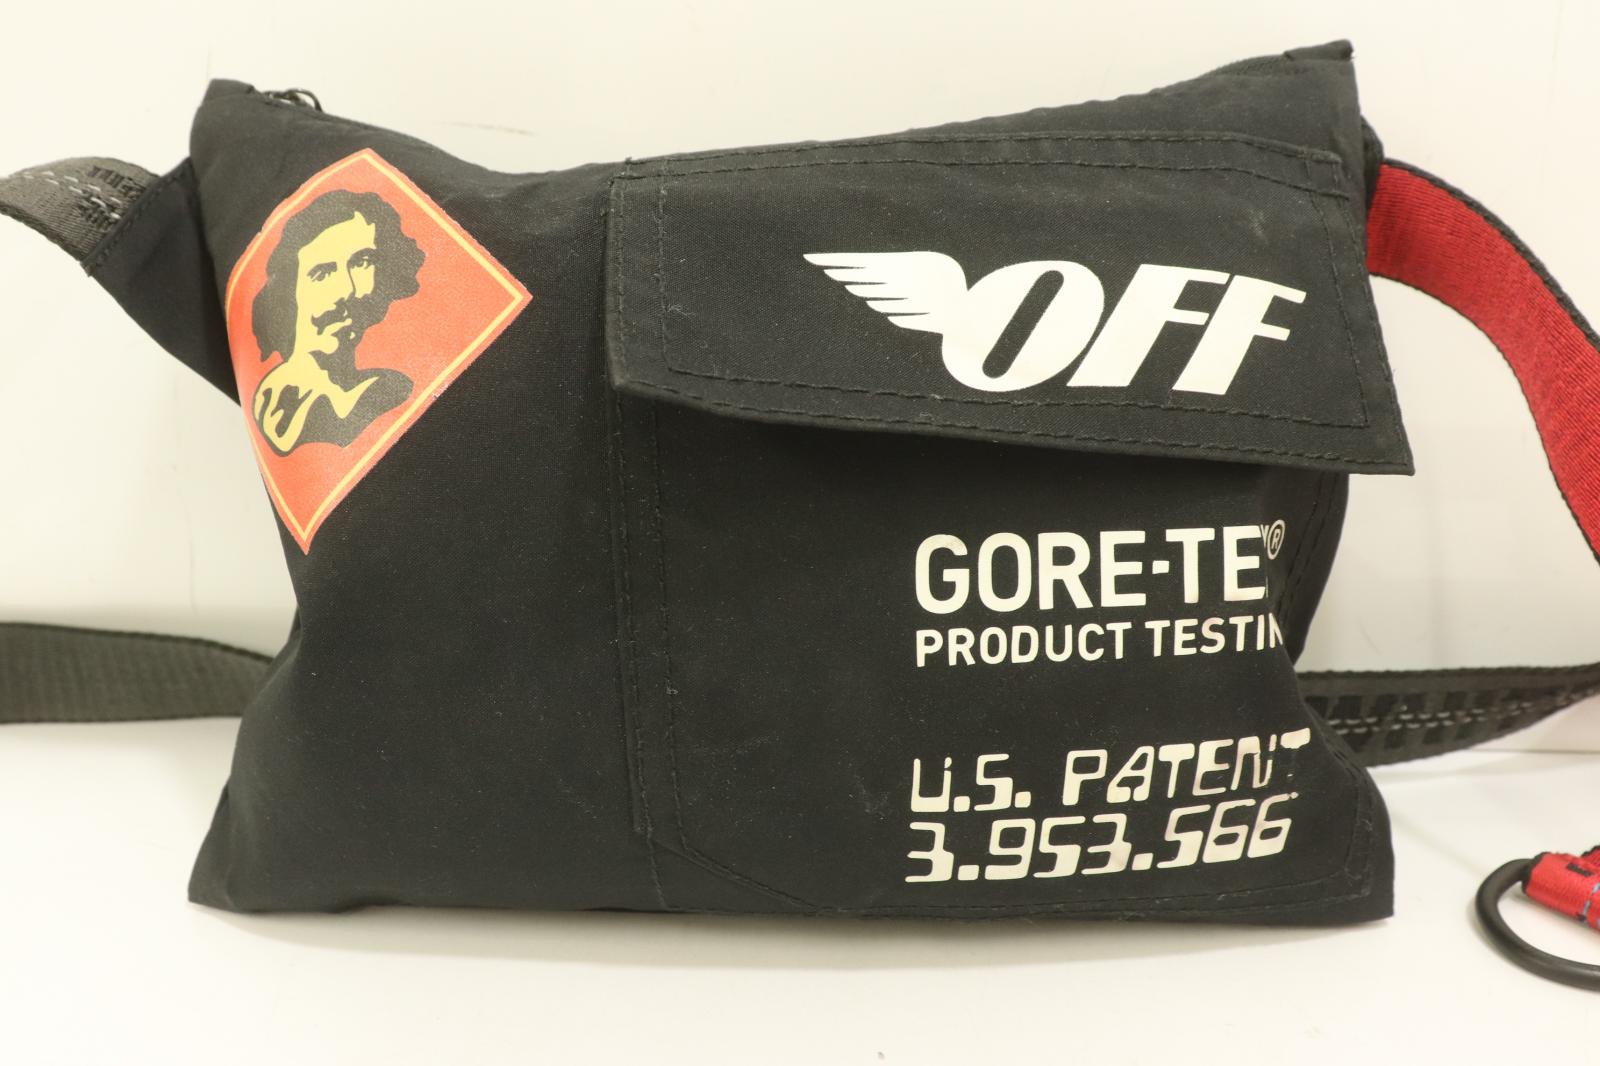 OFF
GORE-TEX®
PRODUCT TESTIN
U.S. PATENT
3.953.566